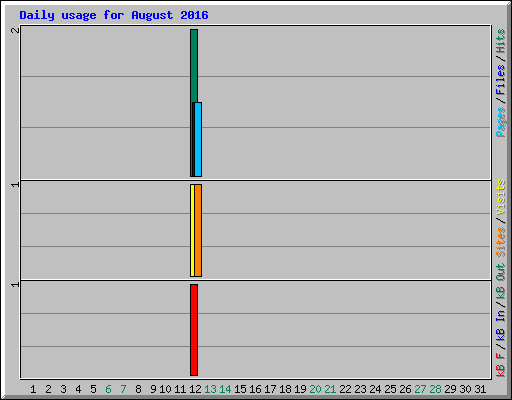 Daily usage for August 2016
2
1
1
Pages/Files/Hits
Sites/Visits
kB F/kB In/kB Out
1 2 3 4 5 6 7 8 9 10 11 12 13 14 15 16 17 18 19 20 21 22 23 24 25 26 27 28 29 30 31